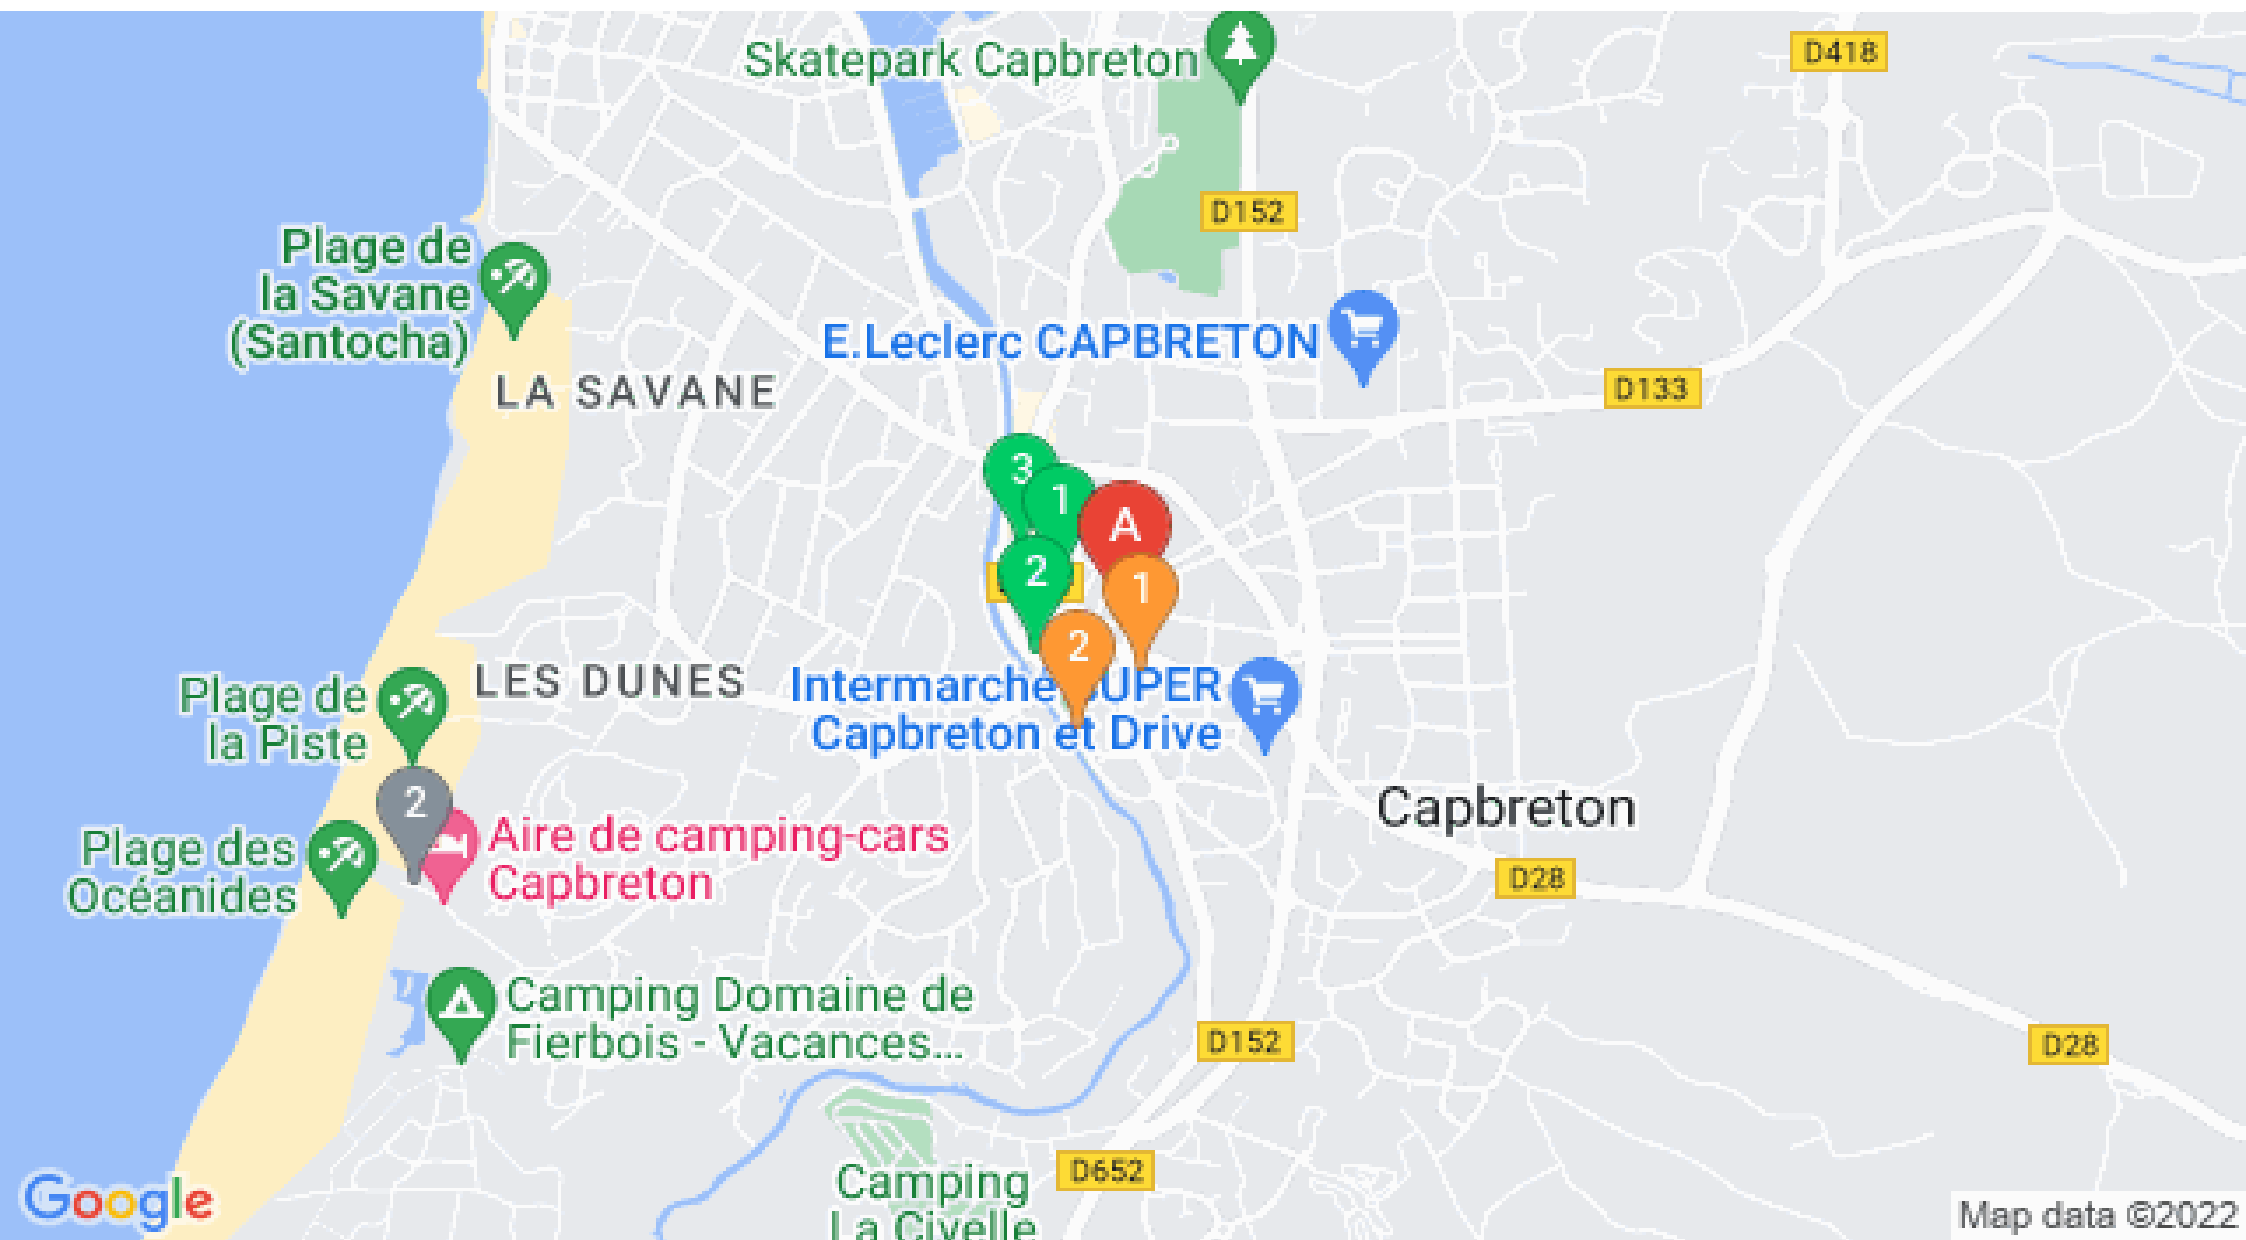 Skatepark Capbreton
D418
D152
Plage de
la Savane
(Santocha)
E.Leclerc CAPBRETON
D133
LA SAVANE
3
1
A
2
1
2
LES DUNES
Intermarché SUPER
Capbreton et Drive
Plage de
la Piste
2
Capbreton
Aire de camping-cars
Capbreton
Plage des
Océanides
D28
Camping Domaine de
Fierbois - Vacances...
D152
D28
D652
Camping
La Civelle
Google
Map data ©2022